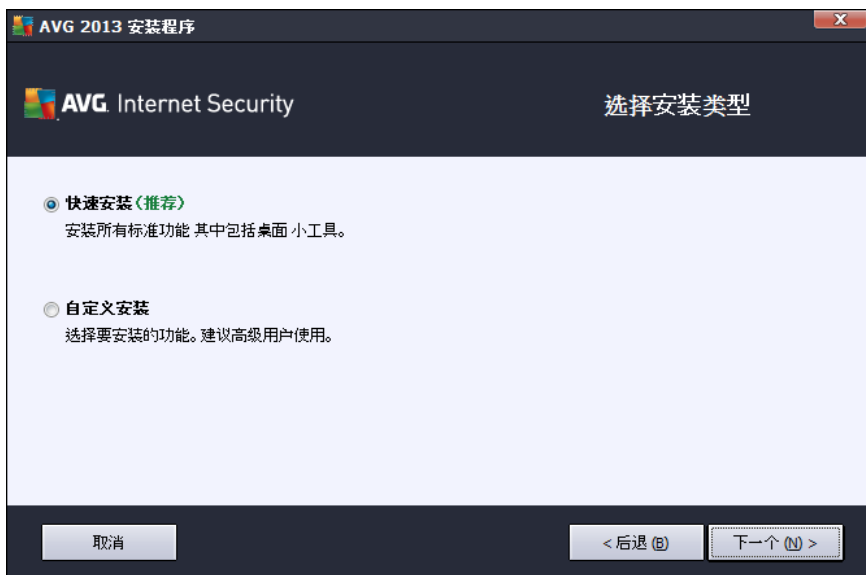 AVG 2013 安装程序
AVG. Internet Security
选择安装类型
快速安装(推荐)
安装所有标准功能 其中包括桌面 小工具。
自定义安装
选择要安装的功能。建议高级用户使用。
取消
<后退 (B)
下一个 (N) >